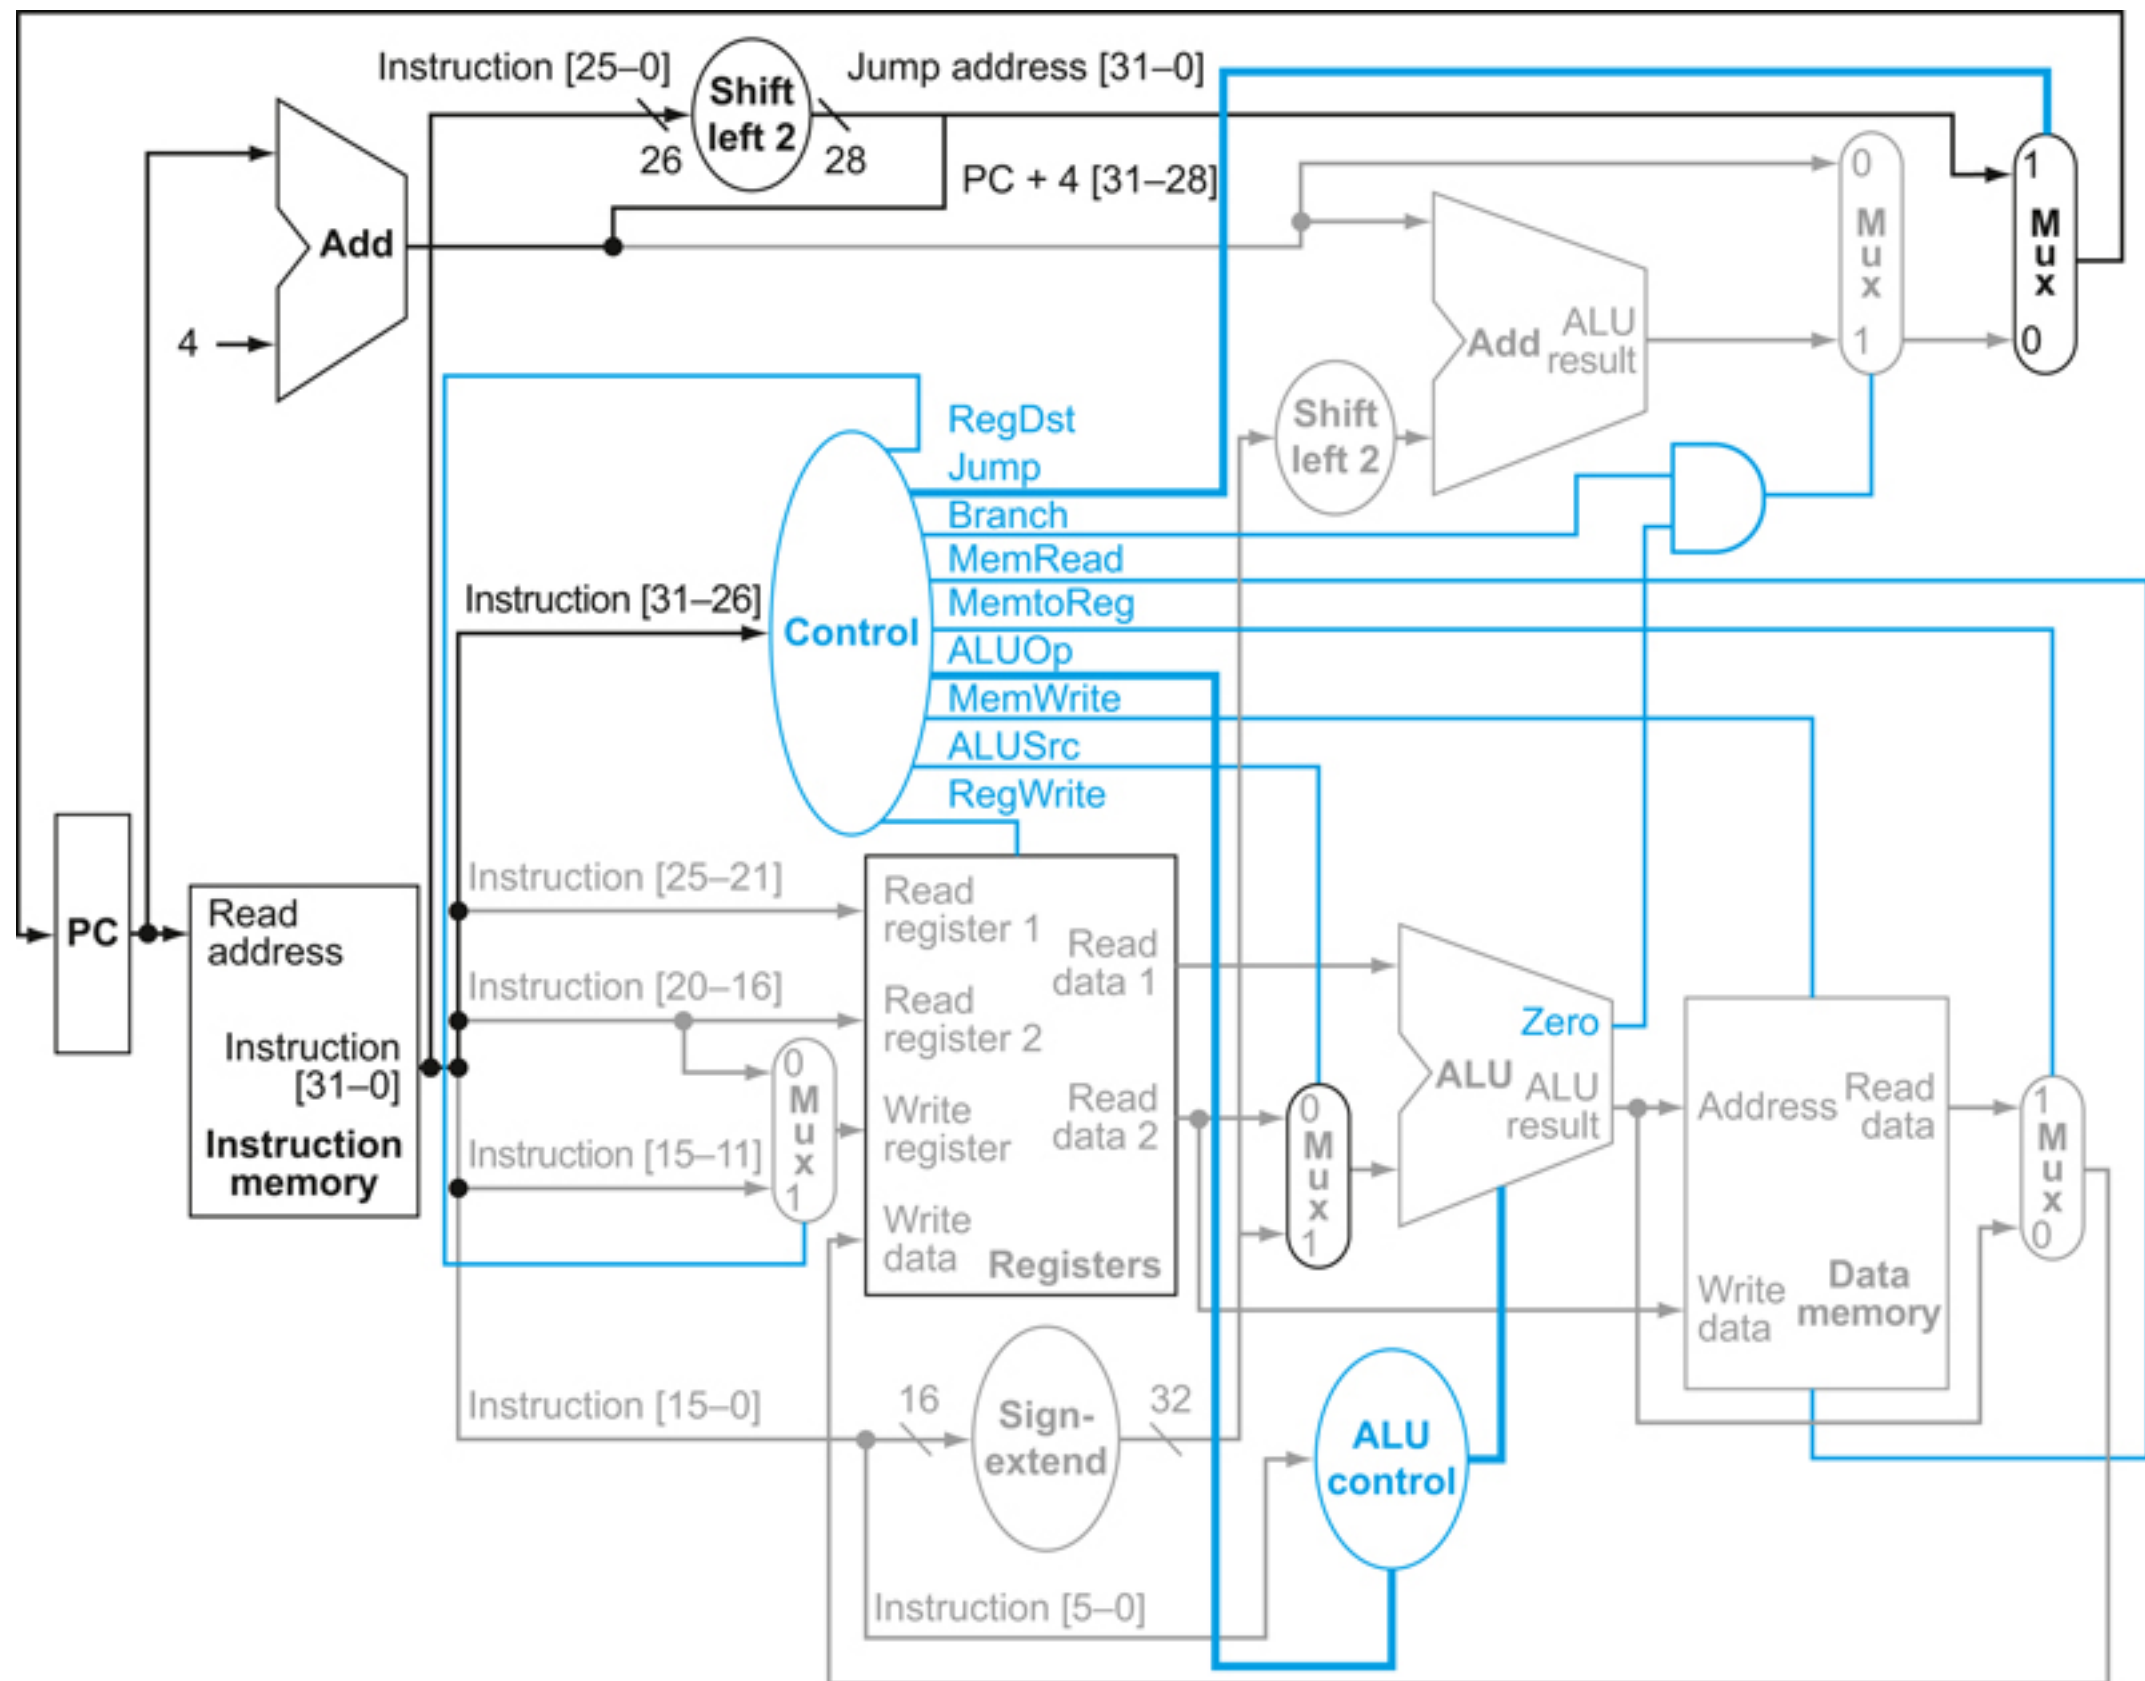 Instruction [25–0]
Shift
left 2
Jump address [31–0]
26
28
PC + 4 [31–28]
Add
4
0
M
u
x
1
1
M
u
x
0
Add
ALU
result
Shift
left 2
RegDst
Jump
Branch
MemRead
MemtoReg
ALUOp
MemWrite
ALUSrc
RegWrite
Instruction [31–26]
Control
PC
Read
address
Instruction
[31–0]
Instruction
memory
Instruction [25–21]
Instruction [20–16]
Instruction [15–11]
0
M
u
x
1
Read
register 1
Read
register 2
Write
register
Write
data
Read
data 1
Read
data 2
Registers
0
M
u
x
1
Zero
ALU
ALU
result
Address
Read
data
Write
data
Data
memory
1
M
u
x
0
Instruction [15–0]
16
Sign-
extend
32
ALU
control
Instruction [5–0]